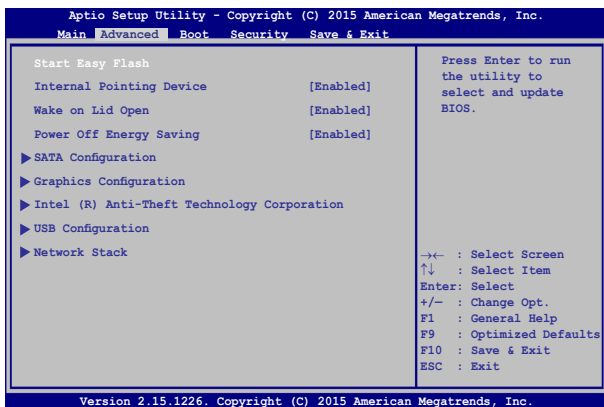 Aptio Setup Utility - Copyright (C) 2015 American Megatrends, Inc.
Main Advanced Boot Security Save & Exit
Start Easy Flash
Internal Pointing Device [Enabled]
Wake on Lid Open [Enabled]
Power Off Energy Saving [Enabled]
SATA Configuration
Graphics Configuration
Intel (R) Anti-Theft Technology Corporation
USB Configuration
Network Stack
Press Enter to run
the utility to
select and update
BIOS.
→← : Select Screen
↑↓ : Select Item
Enter: Select
+/— : Change Opt.
F1 : General Help
F9 : Optimized Defaults
F10 : Save & Exit
ESC : Exit
Version 2.15.1226. Copyright (C) 2015 American Megatrends, Inc.